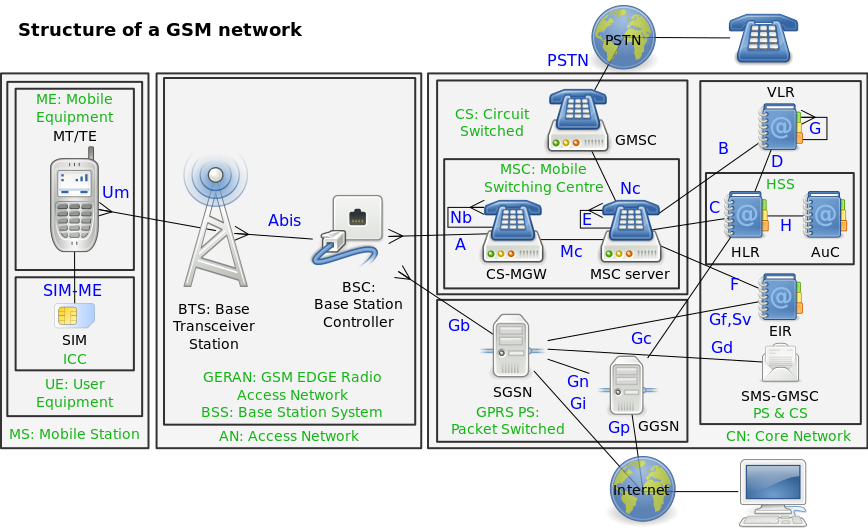 Structure of a GSM network
PSTN
PSTN
ME: Mobile
Equipment
MT/TE
Um
SIM-ME
SIM
ICC
UE: User
Equipment
MS: Mobile Station
BTS: Base
Transceiver
Station
Abis
BSC:
Base Station
Controller
GERAN: GSM EDGE Radio
Access Network
BSS: Base Station System
AN: Access Network
CS: Circuit
Switched
GMSC
MSC: Mobile
Switching Centre
Nc
Nb
E
A
Mc
CS-MGW
MSC server
VLR
G
B
D
HSS
C
H
HLR
AuC
F
EIR
Gf,Sv
Gb
Gc
Gd
SGSN
Gn
Gi
GPRS PS:
Packet Switched
Gp
GGSN
SMS-GMSC
PS & CS
CN: Core Network
Internet